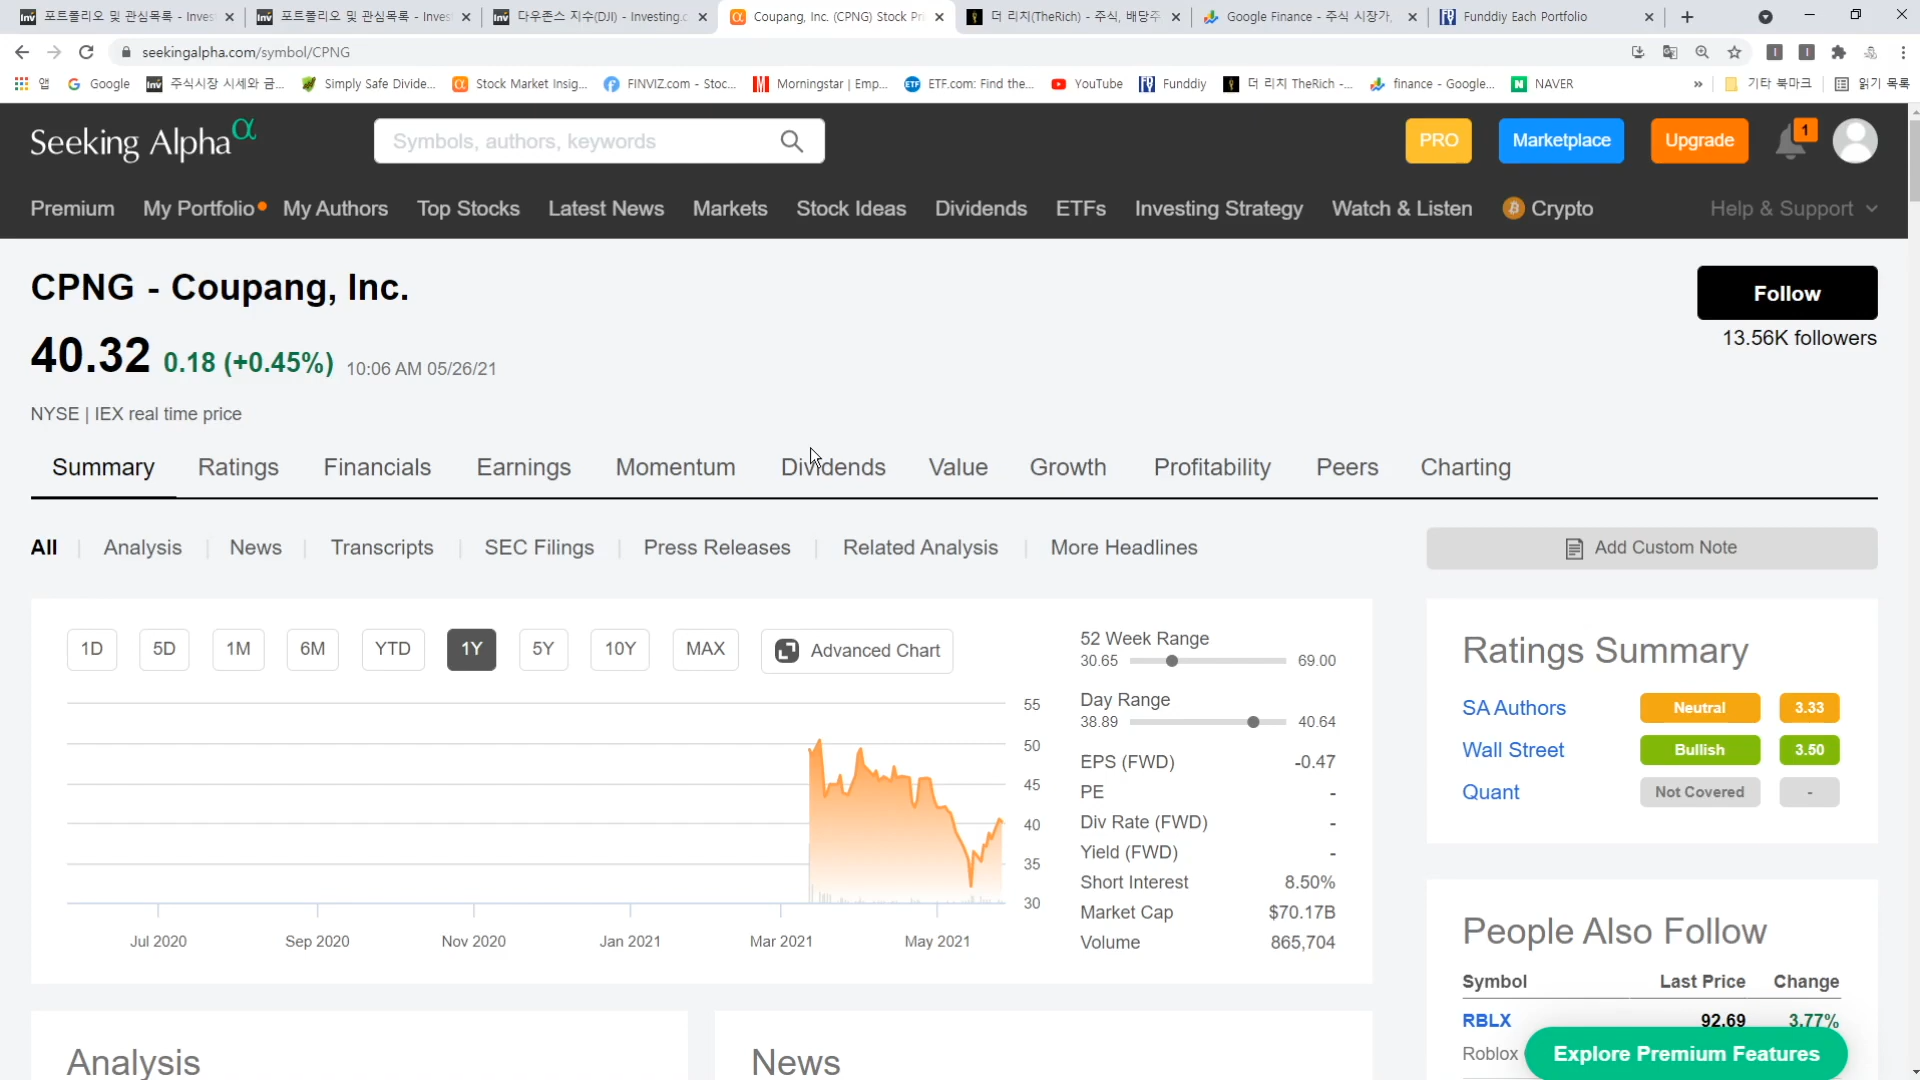 포트폴리오 및 관심목록 - Inves
포트폴리오 및 관심목록 - Inves
다우존스 지수(DJI) - Investing.c
Coupang, Inc. (CPNG) Stock Pri
더 리치(TheRich) - 주식, 배당주
Google Finance - 주식 시장가,
Funddiy Each Portfolio
seekingalpha.com/symbol/CPNG
앱
Google
주식시장 시세와 금...
Simply Safe Divide...
Stock Market Insig...
FINVIZ.com - Stoc...
Morningstar | Emp...
ETF.com: Find the...
YouTube
Funddiy
더 리치 TheRich -...
finance - Google...
NAVER
»
기타 북마크
읽기 목록
Seeking Alpha α
Symbols, authors, keywords
PRO
Marketplace
Upgrade
1
Premium
My Portfolio
My Authors
Top Stocks
Latest News
Markets
Stock Ideas
Dividends
ETFs
Investing Strategy
Watch & Listen
Crypto
Help & Support
CPNG - Coupang, Inc.
Follow
13.56K followers
40.32 0.18 (+0.45%) 10:06 AM 05/26/21
NYSE | IEX real time price
Summary
Ratings
Financials
Earnings
Momentum
Dividends
Value
Growth
Profitability
Peers
Charting
All
Analysis
News
Transcripts
SEC Filings
Press Releases
Related Analysis
More Headlines
Add Custom Note
1D
5D
1M
6M
YTD
1Y
5Y
10Y
MAX
Advanced Chart
55
50
45
40
35
30
Jul 2020
Sep 2020
Nov 2020
Jan 2021
Mar 2021
May 2021
52 Week Range
30.65 69.00
Day Range
38.89 40.64
EPS (FWD) -0.47
PE -
Div Rate (FWD) -
Yield (FWD) -
Short Interest 8.50%
Market Cap $70.17B
Volume 865,704
Ratings Summary
SA Authors Neutral 3.33
Wall Street Bullish 3.50
Quant Not Covered -
People Also Follow
Symbol Last Price Change
RBLX 92.69 3.77%
Roblox
Explore Premium Features
Analysis
News